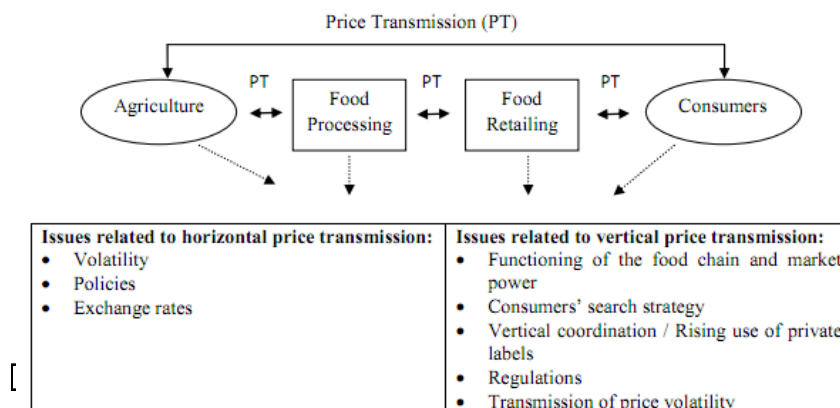 Price Transmission (PT)
PT PT PT
Agriculture
Food Processing
Food Retailing
Consumers
Issues related to horizontal price transmission:
• Volatility
• Policies
• Exchange rates
Issues related to vertical price transmission:
• Functioning of the food chain and market
power
• Consumers' search strategy
• Vertical coordination / Rising use of private
labels
• Regulations
• Transmission of price volatility
[